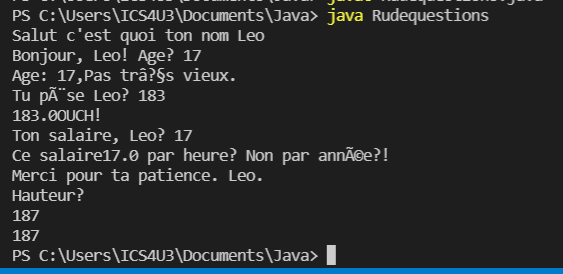 PS C:\Users\ICS4U3\Documents\Java> java Rudequestions
Salut c'est quoi ton nom Leo
Bonjour, Leo! Age? 17
Age: 17,Pas trâ?§s vieux.
Tu pÃ¨se Leo? 183
183.0OUCH!
Ton salaire, Leo? 17
Ce salaire17.0 par heure? Non par annÃ©e?!
Merci pour ta patience. Leo.
Hauteur?
187
187
PS C:\Users\ICS4U3\Documents\Java>